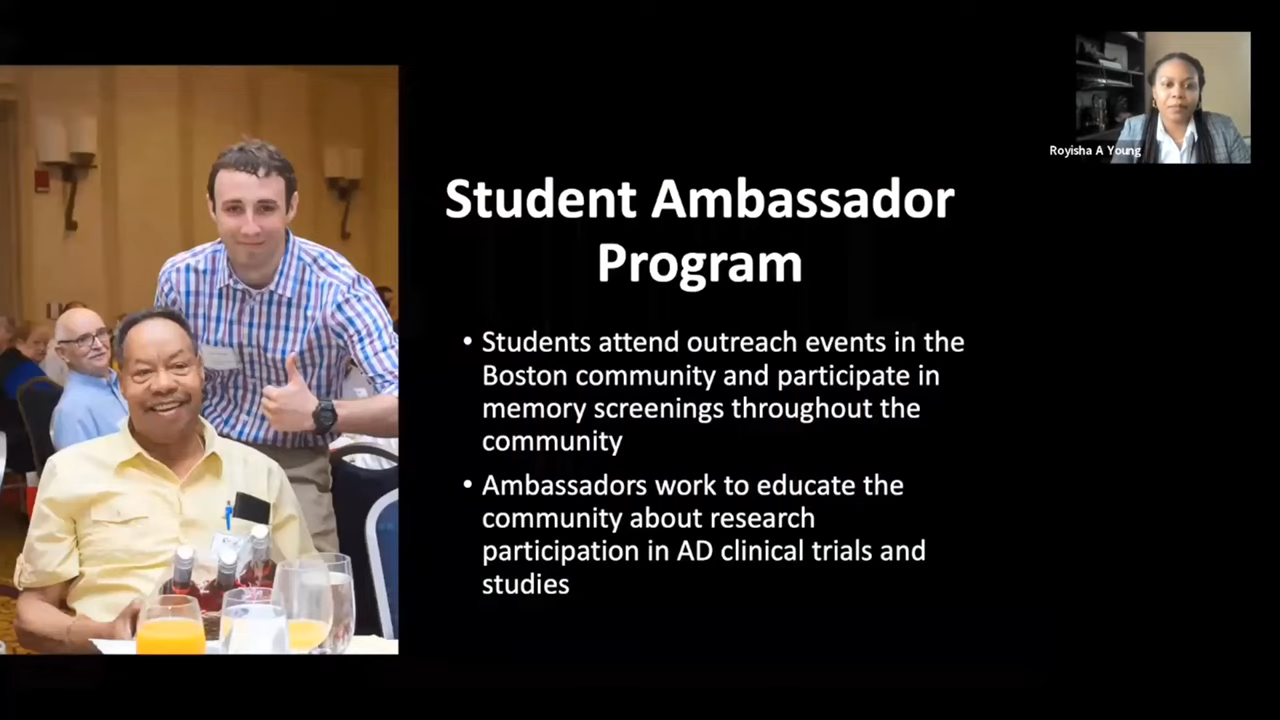 Royisha A Young
Student Ambassador
Program
• Students attend outreach events in the
Boston community and participate in
memory screenings throughout the
community
• Ambassadors work to educate the
community about research
participation in AD clinical trials and
studies